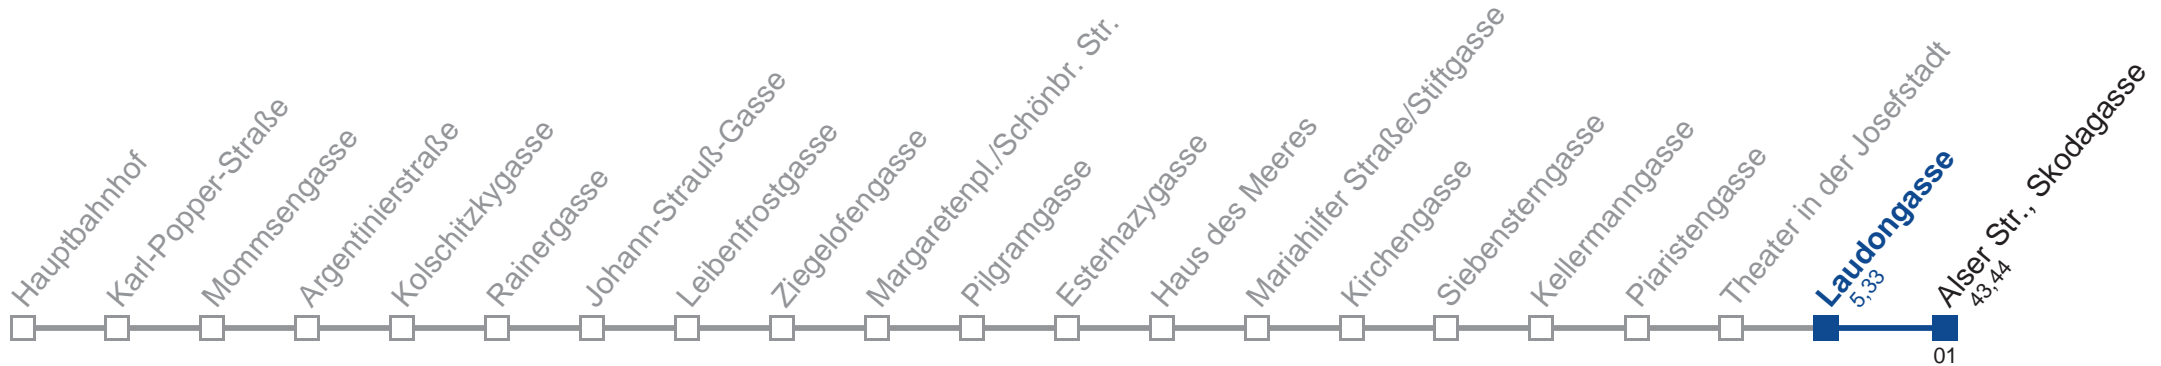 Hauptbahnhof
Karl-Popper-Straße
Mommsengasse
Argentinierstraße
Kolschitzkygasse
Rainergasse
Johann-Strauß-Gasse
Leibenfrostgasse
Ziegelofengasse
Margaretenpl./Schönbr. Str.
Pilgramgasse
Esterhazygasse
Haus des Meeres
Mariahilfer Straße/Stiftgasse
Kirchengasse
Siebensterngasse
Kellermanngasse
Piaristengasse
Theater in der Josefstadt
Laudongasse
5,33
Alser Str., Skodagasse
43,44
01